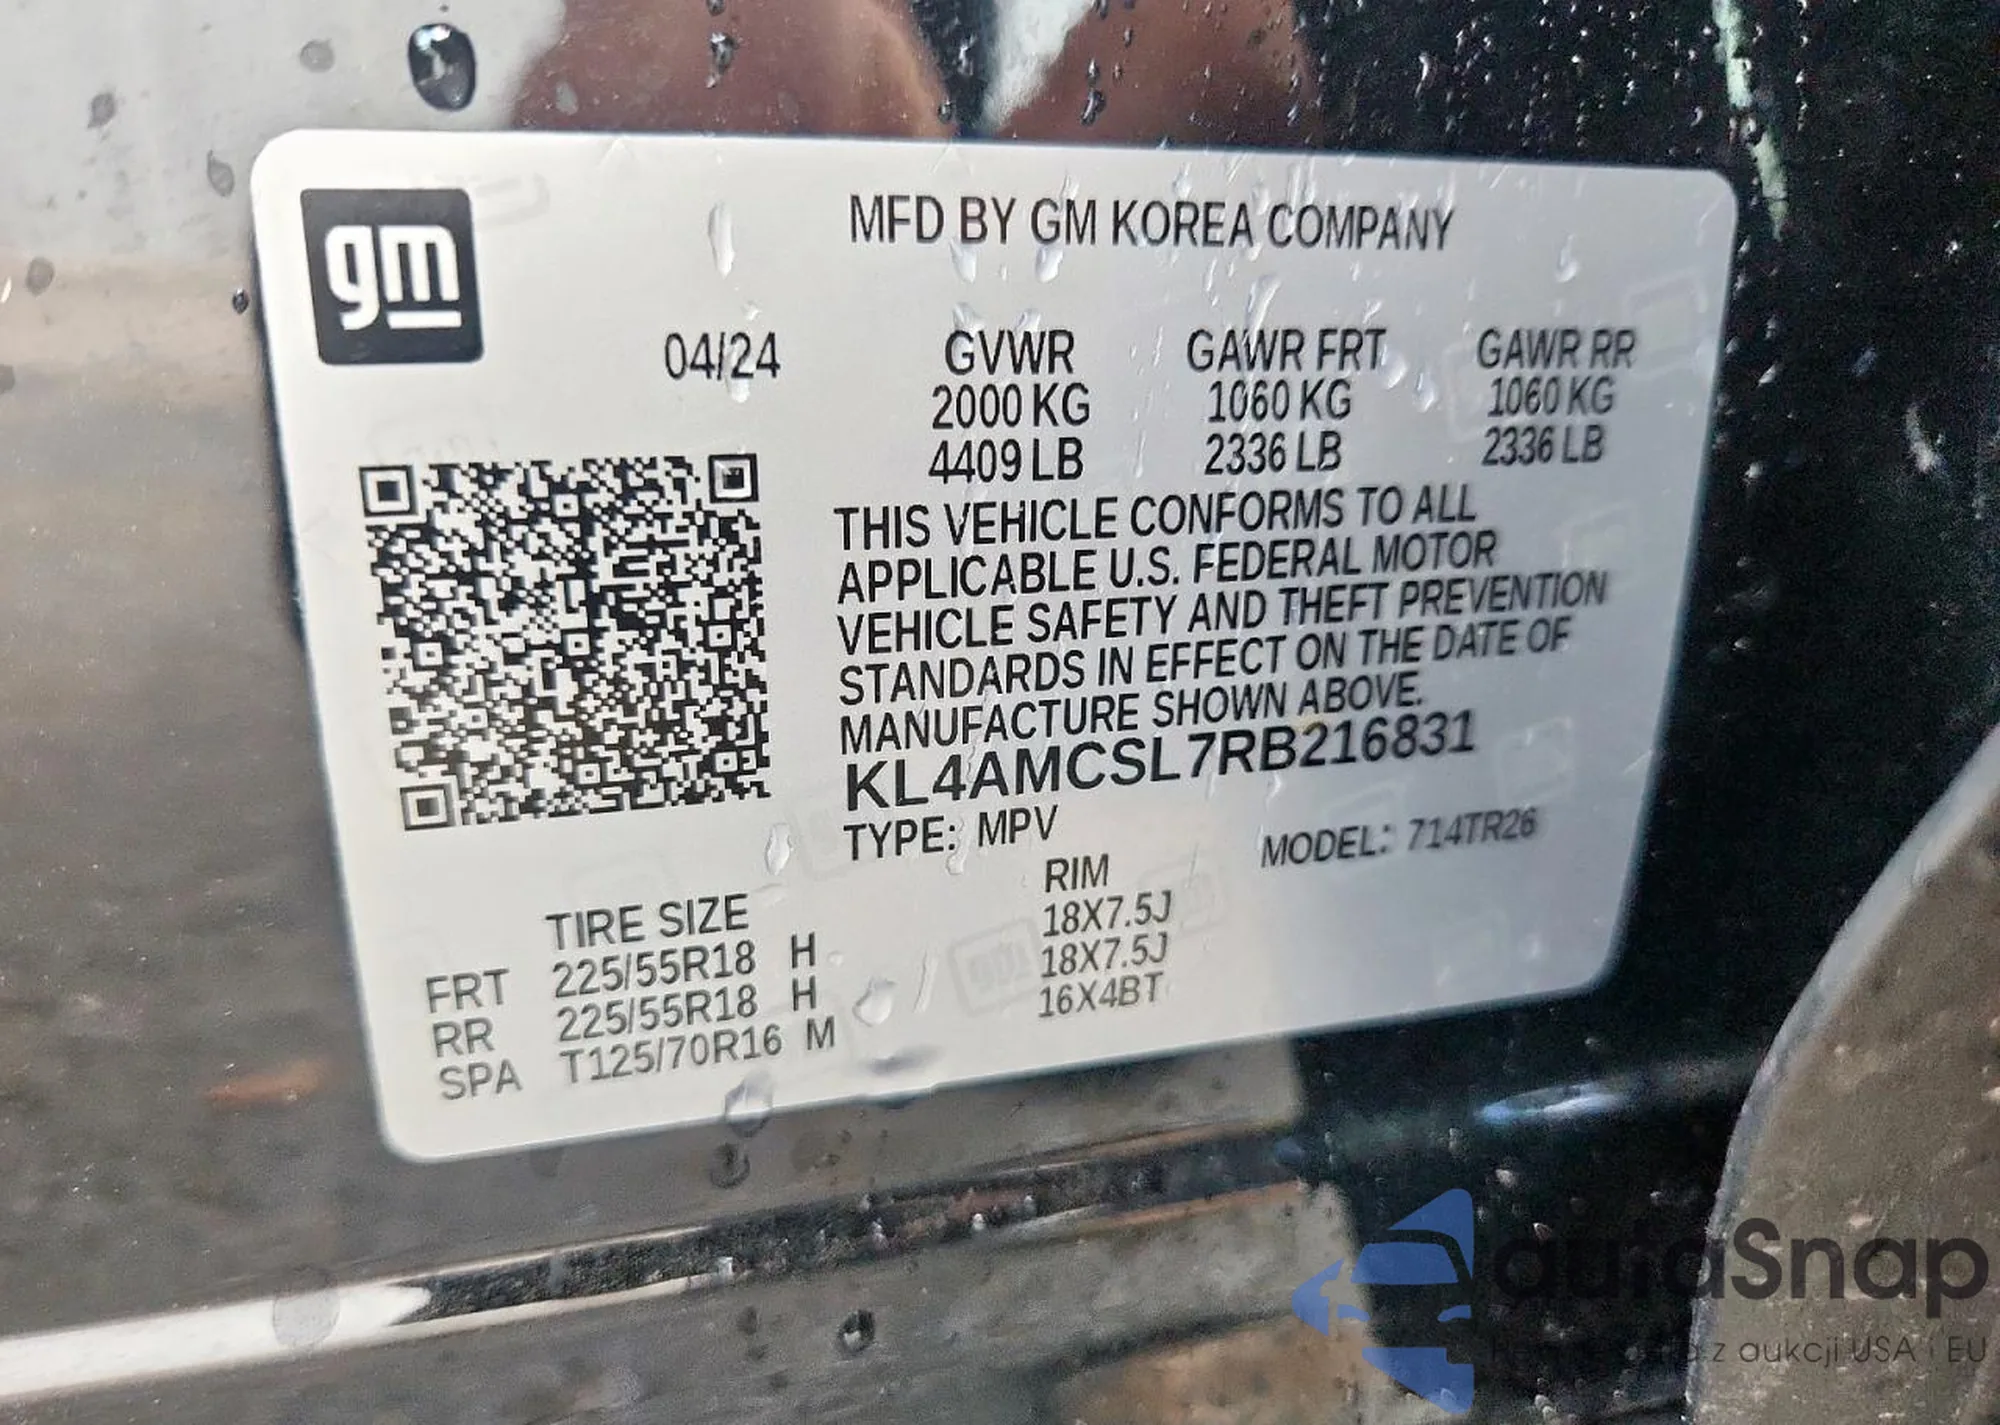 gm
MFD BY GM KOREA COMPANY
04/24
GVWR GAWR FRT GAWR RR
2000 KG 1060 KG 1060 KG
4409 LB 2336 LB 2336 LB
THIS VEHICLE CONFORMS TO ALL
APPLICABLE U.S. FEDERAL MOTOR
VEHICLE SAFETY AND THEFT PREVENTION
STANDARDS IN EFFECT ON THE DATE OF
MANUFACTURE SHOWN ABOVE.
KL4AMCSL7RB216831
TYPE: MPV MODEL: 714TR26
TIRE SIZE RIM
FRT 225/55R18 H 18X7.5J
RR 225/55R18 H 18X7.5J
SPA T125/70R16 M 16X4BT
autoSnap
z aukcji USA i EU